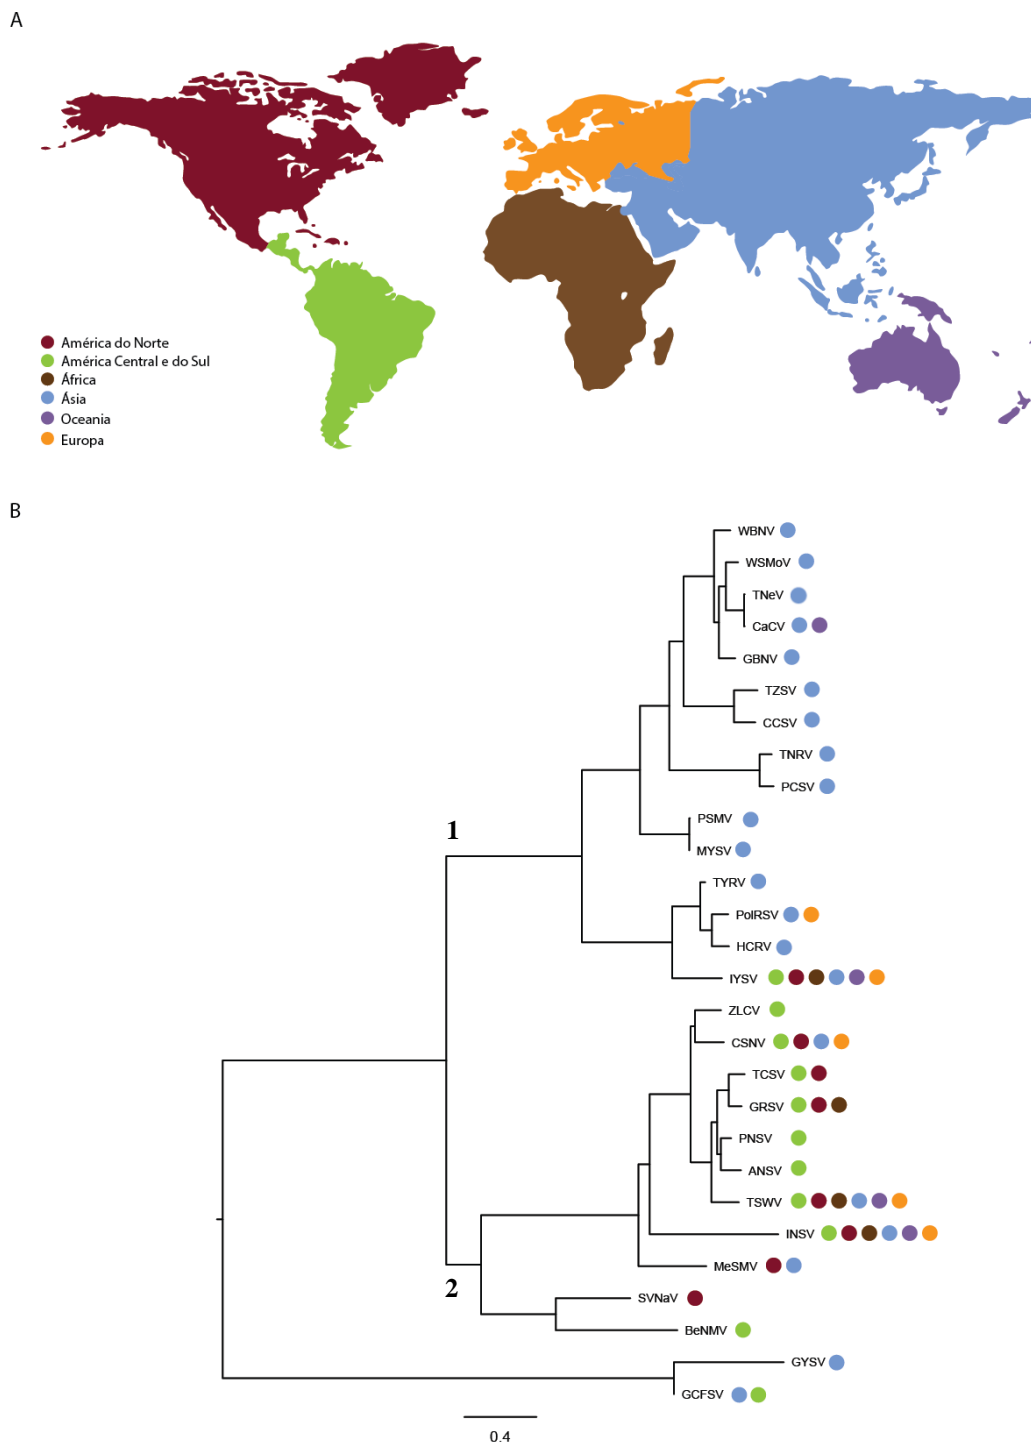 A
América do Norte
América Central e do Sul
África
Ásia
Oceania
Europa
B
WBNV
WSMoV
TNeV
CaCV
GBNV
TZSV
CCSV
TNRV
PCSV
PSMV
1
MYSV
TYRV
PolRSV
HCRV
IYSV
ZLCV
CSNV
TCSV
GRSV
PNSV
ANSV
TSWV
INSV
MeSMV
2
SVNaV
BeNMV
GYSV
GCFSV
0.4